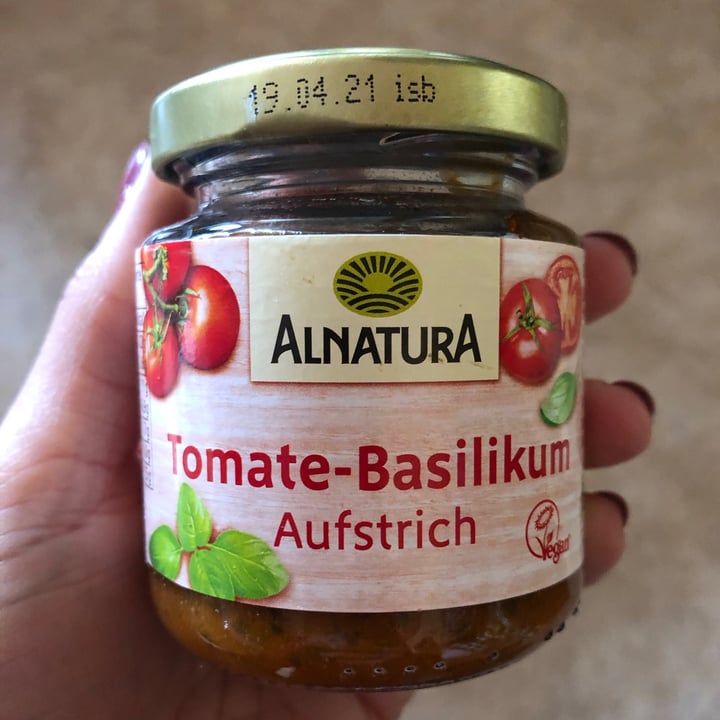 19.04.21 isb
ALNATURA
Tomate-Basilikum
Aufstrich
Vegan